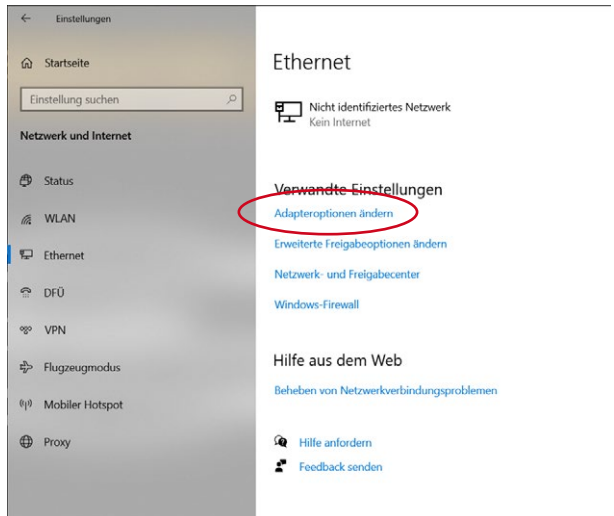 Einstellungen
Startseite
Einstellung suchen
Netzwerk und Internet
Status
WLAN
Ethernet
DFÜ
VPN
Flugzeugmodus
Mobiler Hotspot
Proxy
Ethernet
Nicht identifiziertes Netzwerk
Kein Internet
Verwandte Einstellungen
Adapteroptionen ändern
Erweiterte Freigabeoptionen ändern
Netzwerk- und Freigabecenter
Windows-Firewall
Hilfe aus dem Web
Beheben von Netzwerkverbindungsproblemen
Hilfe anfordern
Feedback senden